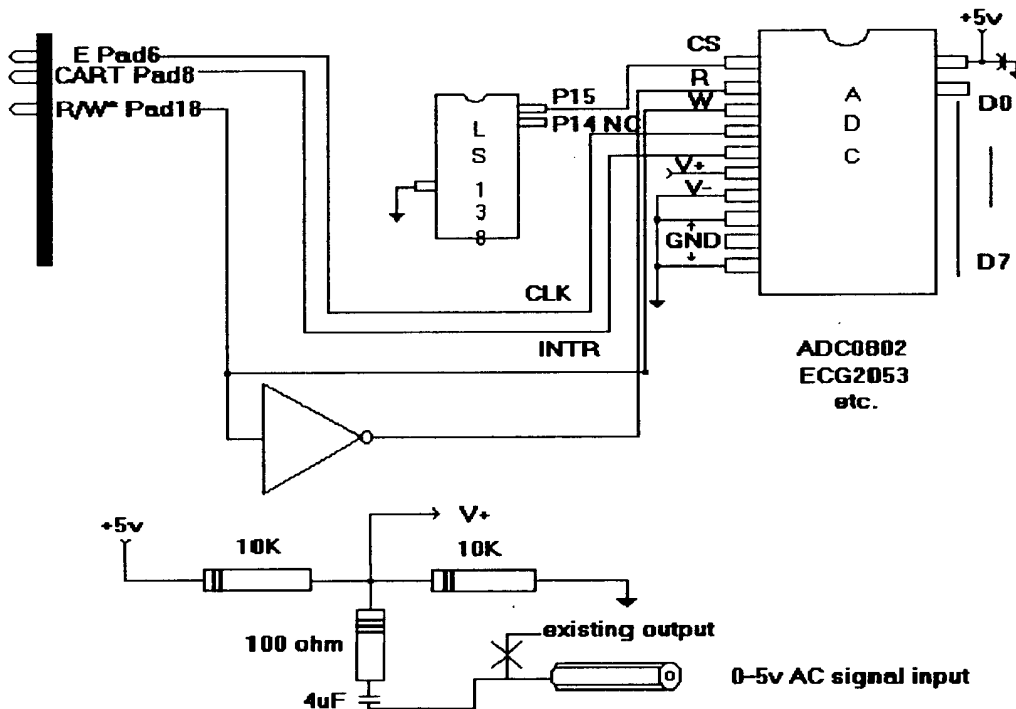 +5v
E Pad6
CART Pad8
R/W* Pad18
CS
R
W
V+
V-
GND
P15
P14 NC
L
S
1
3
8
A
D
C
D0
D7
CLK
INTR
ADC0802
ECG2053
etc.
+5v
V+
10K
10K
100 ohm
4uF
existing output
0-5v AC signal input